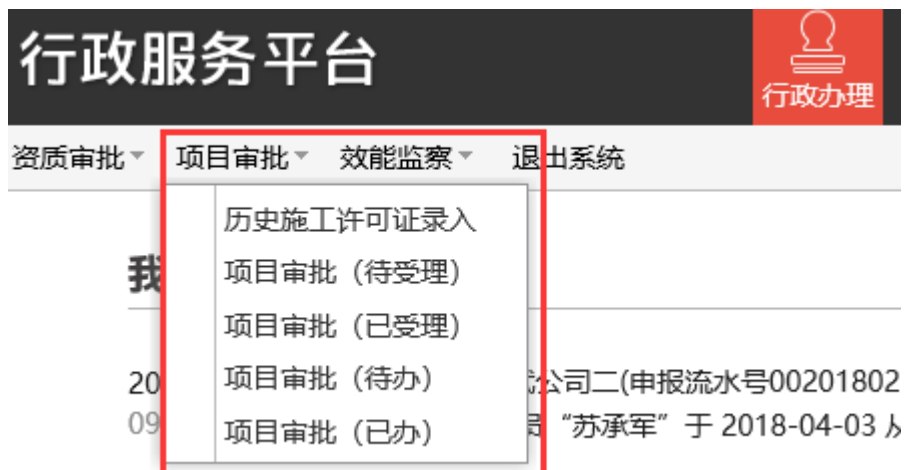 行政服务平台
行政办理
资质审批 项目审批 效能监察 退出系统
历史施工许可证录入
我
项目审批（待受理）
项目审批（已受理）
20 项目审批（待办） 公司二(申报流水号00201802
09 项目审批（已办） 员“苏承军”于 2018-04-03 从